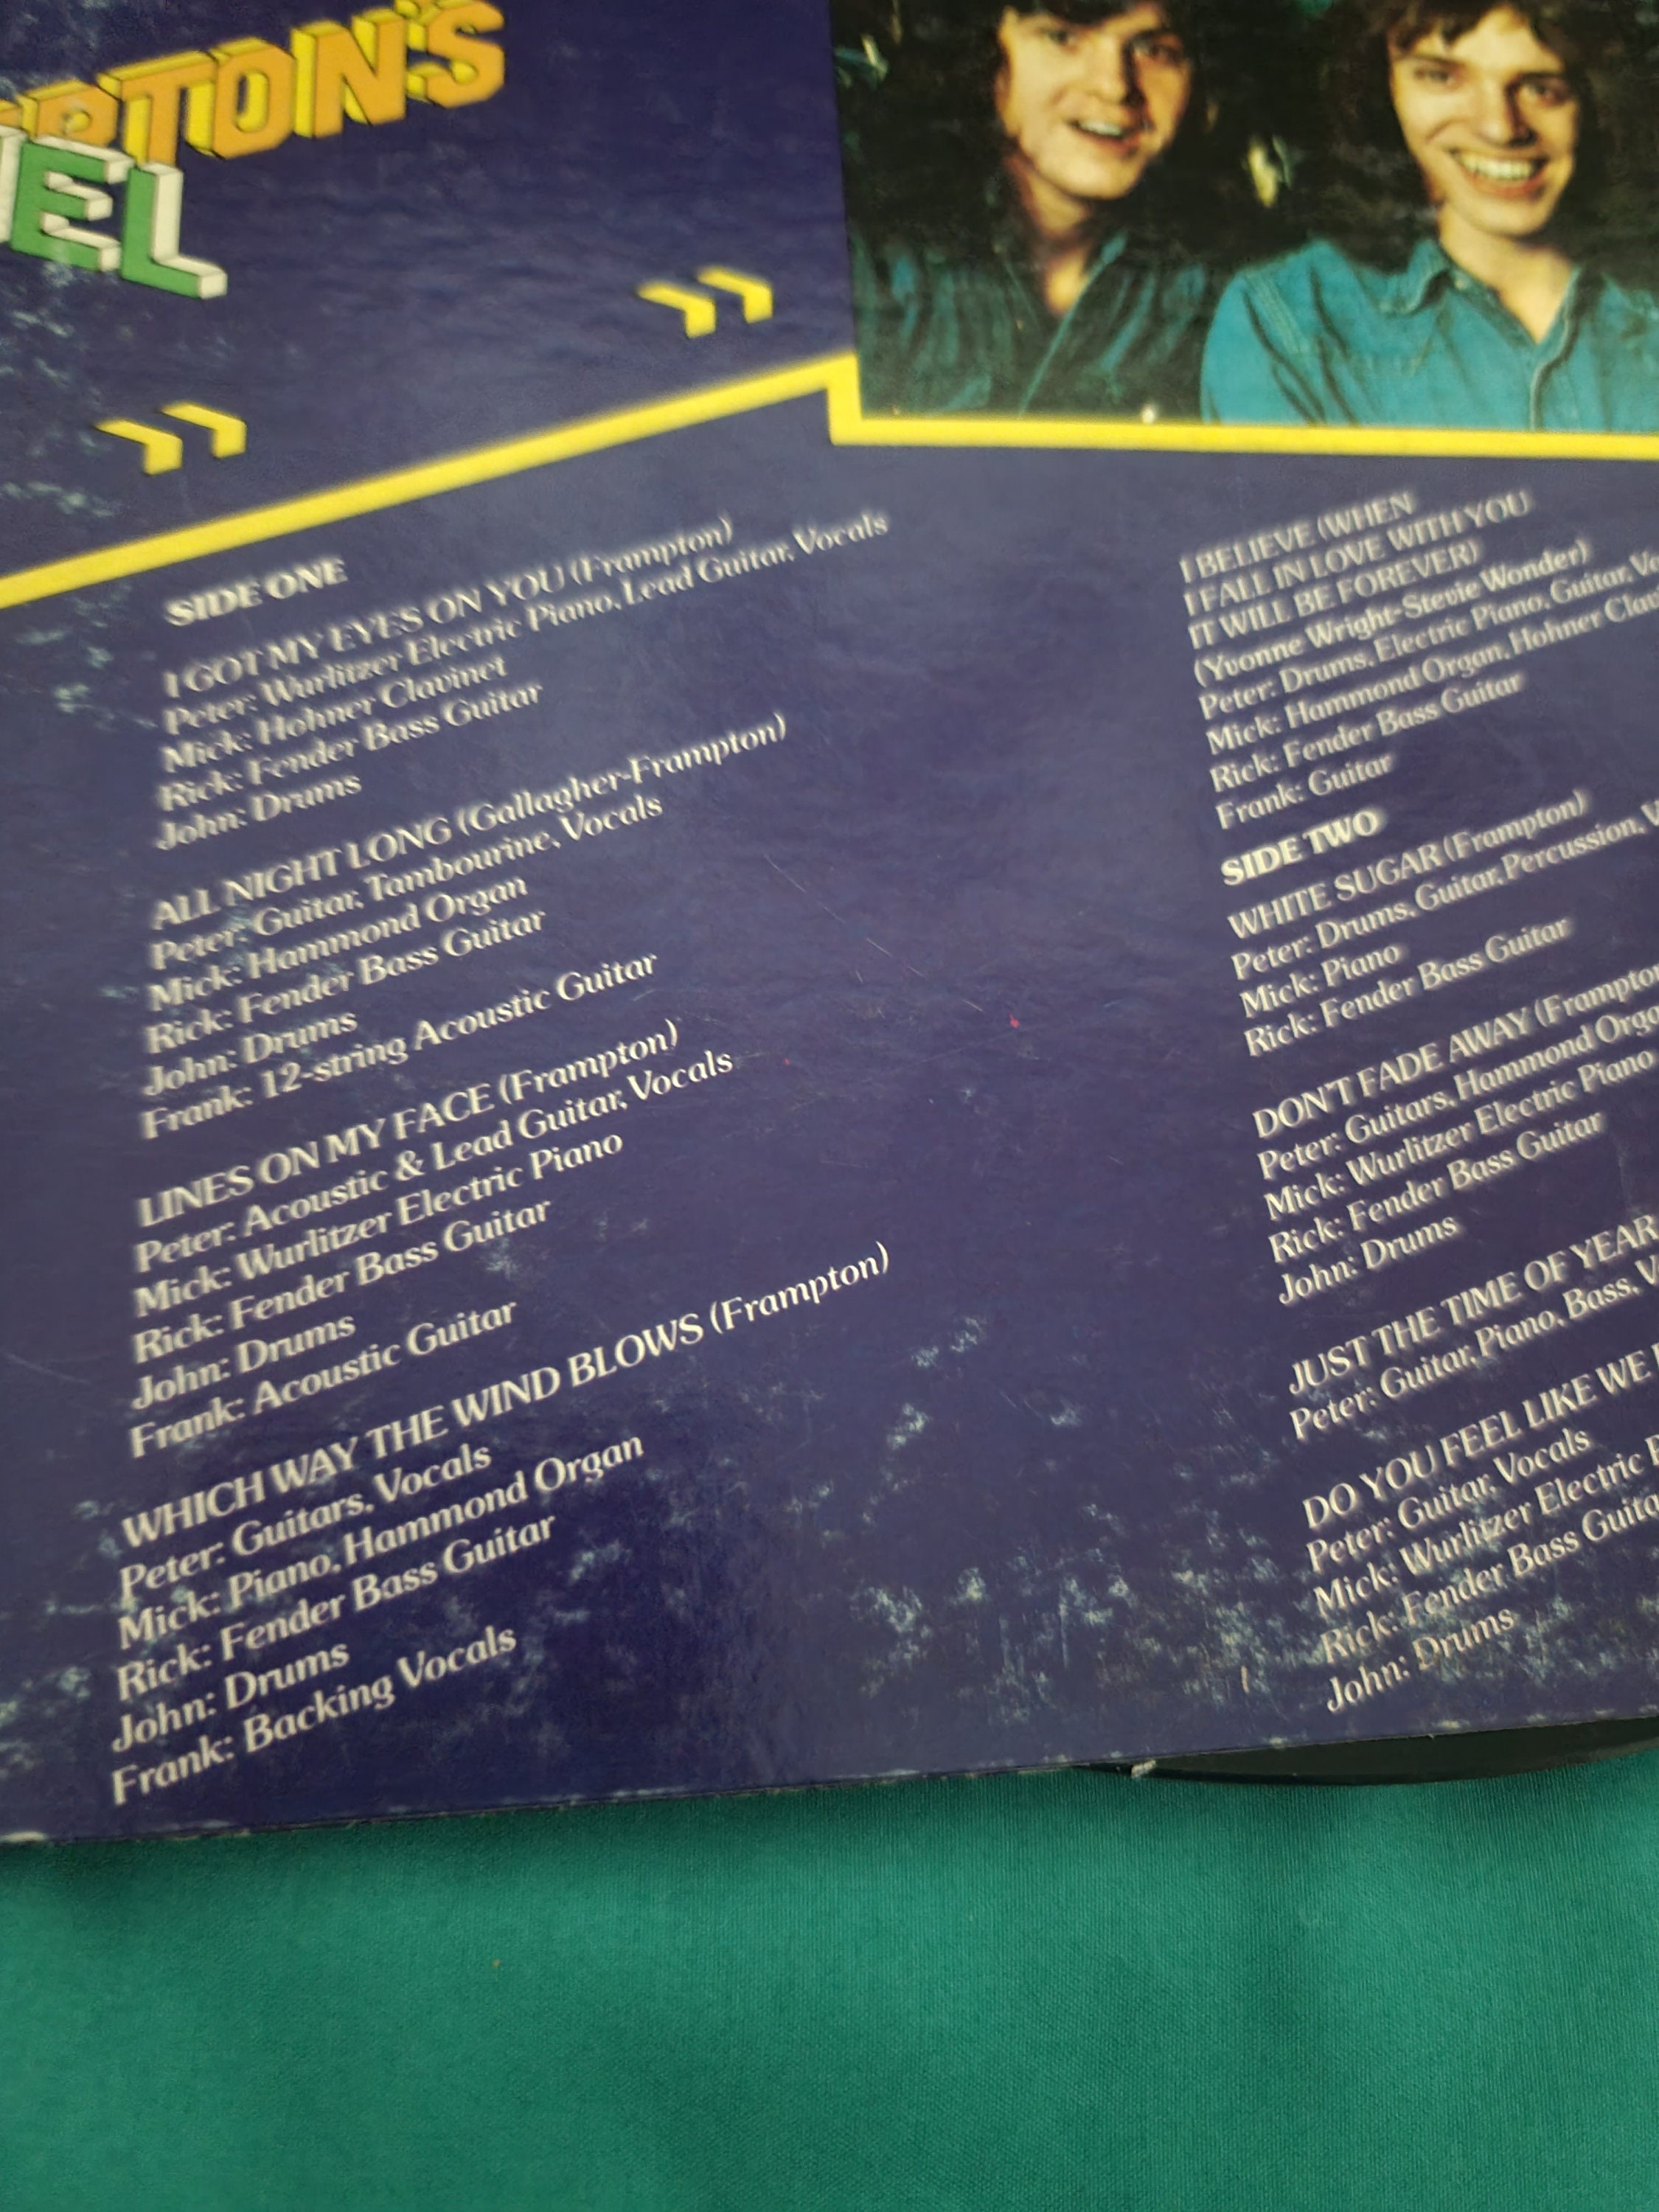 SIDE ONE
I GOT MY EYES ON YOU (Frampton)
Peter: Wurlitzer Electric Piano, Lead Guitar, Vocals
Mick: Hohner Clavinet
Rick: Fender Bass Guitar
John: Drums
ALL NIGHT LONG (Gallagher-Frampton)
Peter: Guitar, Tambourine, Vocals
Mick: Hammond Organ
Rick: Fender Bass Guitar
John: Drums
Frank: 12-string Acoustic Guitar
LINES ON MY FACE (Frampton)
Peter: Acoustic & Lead Guitar, Vocals
Mick: Wurlitzer Electric Piano
Rick: Fender Bass Guitar
John: Drums
Frank: Acoustic Guitar
WHICH WAY THE WIND BLOWS (Frampton)
Peter: Guitars, Vocals
Mick: Piano, Hammond Organ
Rick: Fender Bass Guitar
John: Drums
Frank: Backing Vocals
I BELIEVE (WHEN
I FALL IN LOVE WITH YOU
IT WILL BE FOREVER)
(Yvonne Wright-Stevie Wonder)
Peter: Drums, Electric Piano, Guitar,
Mick: Hammond Organ, Hohner
Rick: Fender Bass Guitar
Frank: Guitar
SIDE TWO
WHITE SUGAR (Frampton)
Peter: Drums, Guitar, Percussion,
Mick: Piano
Rick: Fender Bass Guitar
DON'T FADE AWAY (Frampton
Peter: Guitars, Hammond
Mick: Wurlitzer Electric Piano
Rick: Fender Bass Guitar
John: Drums
JUST THE TIME OF YEAR
Peter: Guitar, Piano, Bass,
DO YOU FEEL LIKE WE
Peter: Guitar, Vocals
Mick: Wurlitzer Electric
Rick: Fender Bass
John: Drums